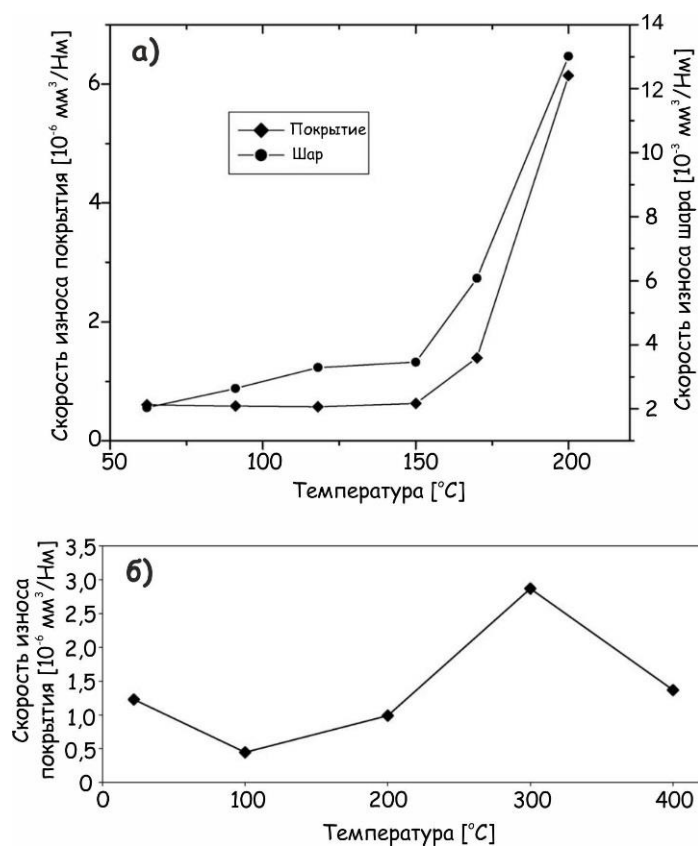 а)
Скорость износа покрытия [10⁻⁶ мм³/Нм]
6
4
2
0
Покрытие
Шар
14
12
10
8
6
4
2
Скорость износа шара [10⁻³ мм³/Нм]
50 100 150 200
Температура [°C]
б)
Скорость износа
покрытия [10⁻⁶ мм³/Нм]
3,5
3,0
2,5
2,0
1,5
1,0
0,5
0
0 100 200 300 400
Температура [°C]